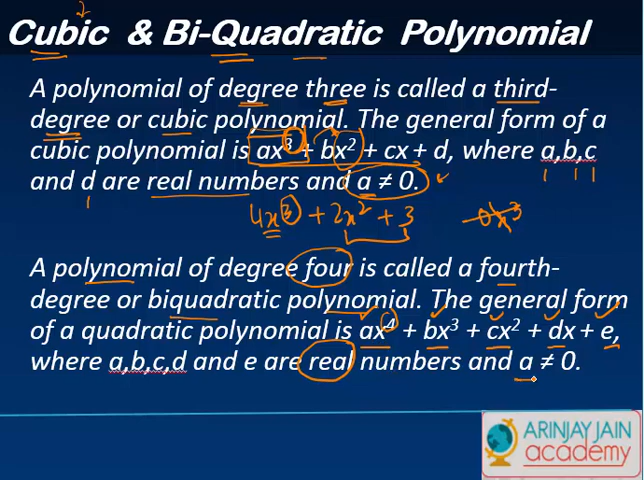 Cubic & Bi-Quadratic Polynomial
A polynomial of degree three is called a third-
degree or cubic polynomial. The general form of a
cubic polynomial is ax³ + bx² + cx + d, where a,b,c
and d are real numbers and a ≠ 0.
4x³ + 2x² + 3 0x³
A polynomial of degree four is called a fourth-
degree or biquadratic polynomial. The general form
of a quadratic polynomial is ax⁴ + bx³ + cx² + dx + e,
where a,b,c,d and e are real numbers and a ≠ 0.
ARINJAY JAIN
academy